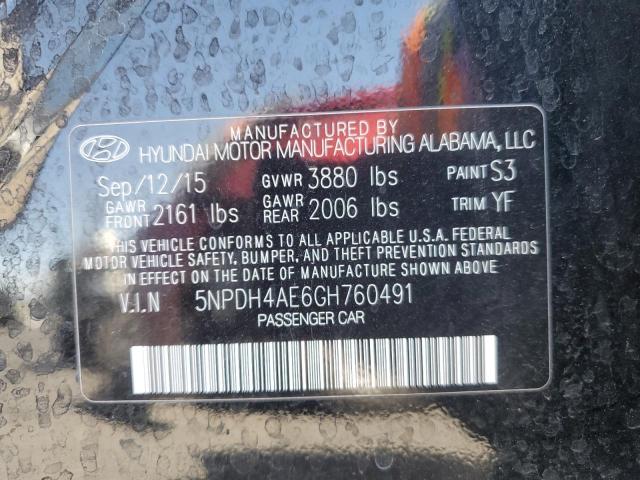 MANUFACTURED BY
HYUNDAI MOTOR MANUFACTURING ALABAMA, LLC
Sep/12/15 GVWR 3880 lbs PAINT S3
GAWR FRONT 2161 lbs GAWR REAR 2006 lbs TRIM YF
THIS VEHICLE CONFORMS TO ALL APPLICABLE U.S.A. FEDERAL
MOTOR VEHICLE SAFETY, BUMPER, AND THEFT PREVENTION STANDARDS
IN EFFECT ON THE DATE OF MANUFACTURE SHOWN ABOVE
V.I.N 5NPDH4AE6GH760491
PASSENGER CAR